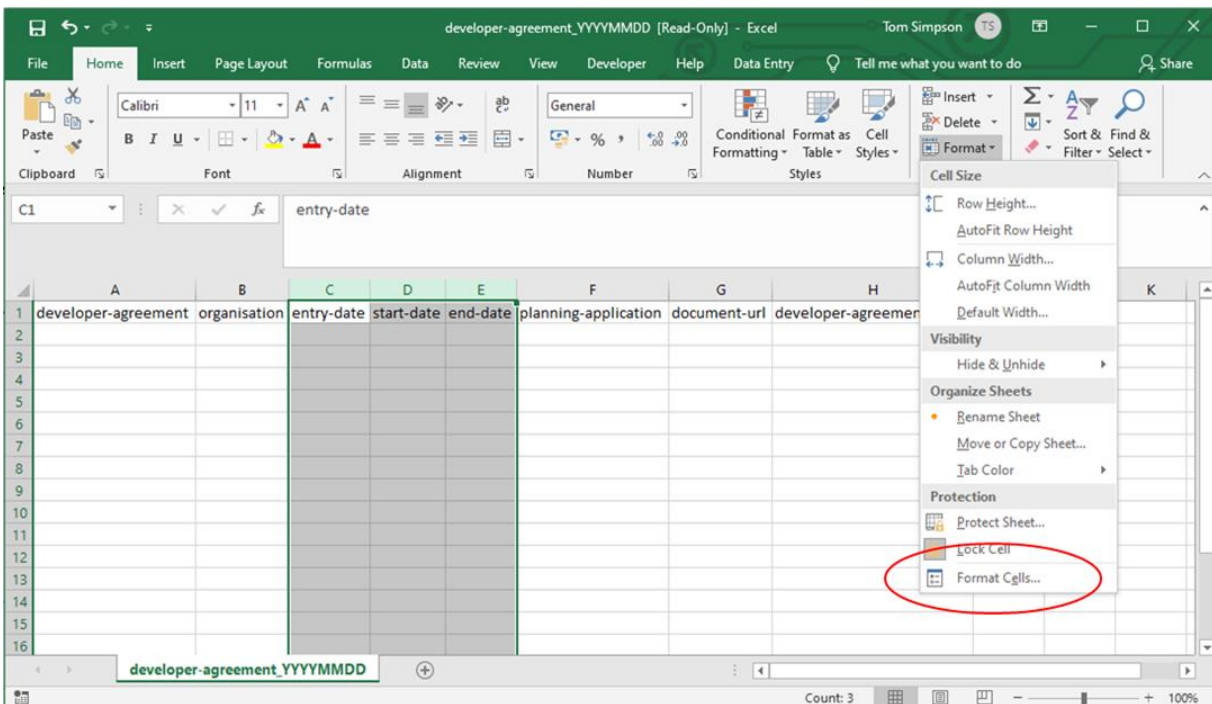 developer-agreement_YYYYMMDD [Read-Only] - Excel Tom Simpson TS
File Home Insert Page Layout Formulas Data Review View Developer Help Data Entry Tell me what you want to do Share
Paste
Calibri 11 A A
B I U A
ab
General
% , .00
Conditional Formatting
Format as Table
Cell Styles
Insert
Delete
Format
Sort & Filter
Find & Select
Clipboard Font Alignment Number Styles
Cell Size
Row Height...
AutoFit Row Height
Column Width...
AutoFit Column Width
Default Width...
Visibility
Hide & Unhide
Organize Sheets
Rename Sheet
Move or Copy Sheet...
Tab Color
Protection
Protect Sheet...
Lock Cell
Format Cells...
C1 fx entry-date
A B C D E F G H K
1 developer-agreement organisation entry-date start-date end-date planning-application document-url developer-agreemen
2
3
4
5
6
7
8
9
10
11
12
13
14
15
16
developer-agreement_YYYYMMDD
Count: 3 100%